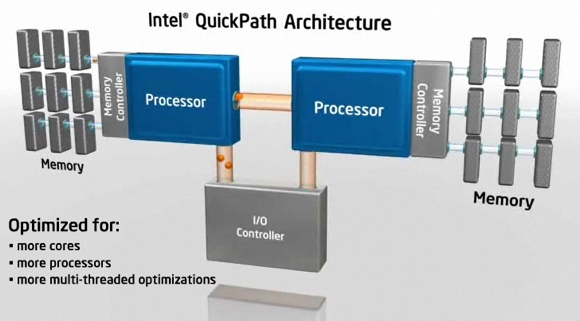 Intel® QuickPath Architecture
Memory
Controller
Processor
Processor
Memory
Controller
Memory
Memory
I/O
Controller
Optimized for:
▪ more cores
▪ more processors
▪ more multi-threaded optimizations